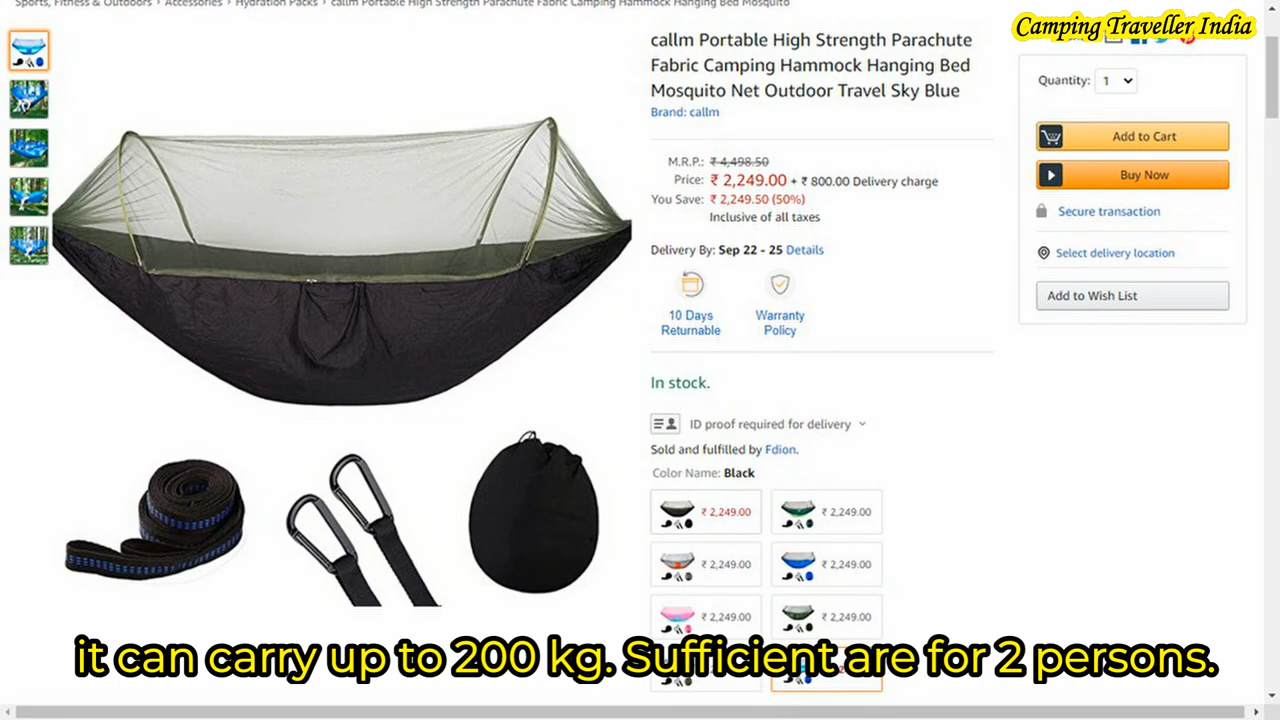 Sports, Fitness & Outdoors › Accessories › Hydration Packs › callm Portable High Strength Parachute Fabric Camping Hammock Hanging Bed Mosquito
Camping Traveller India
callm Portable High Strength Parachute
Fabric Camping Hammock Hanging Bed
Mosquito Net Outdoor Travel Sky Blue
Brand: callm
M.R.P.: ₹ 4,498.50
Price: ₹ 2,249.00 + ₹ 800.00 Delivery charge
You Save: ₹ 2,249.50 (50%)
Inclusive of all taxes
Delivery By: Sep 22 - 25 Details
10 Days
Returnable
Warranty
Policy
In stock.
ID proof required for delivery
Sold and fulfilled by Fdion.
Color Name: Black
₹ 2,249.00 ₹ 2,249.00
₹ 2,249.00 ₹ 2,249.00
₹ 2,249.00 ₹ 2,249.00
Quantity: 1
Add to Cart
Buy Now
Secure transaction
Select delivery location
Add to Wish List
it can carry up to 200 kg. Sufficient are for 2 persons.